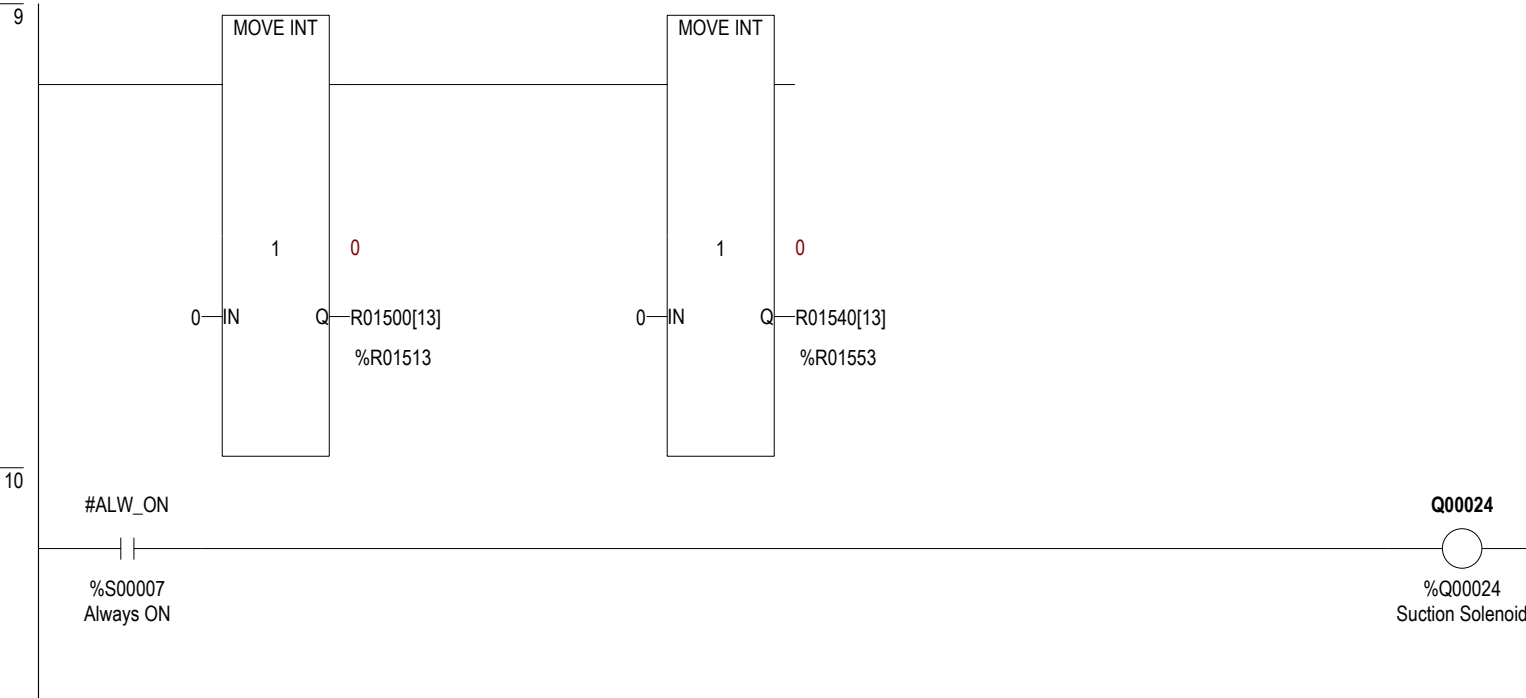 9
MOVE INT
MOVE INT
1
0
1
0
0
IN
Q
R01500[13]
0
IN
Q
R01540[13]
%R01513
%R01553
10
#ALW_ON
Q00024
%S00007
%Q00024
Always ON
Suction Solenoid